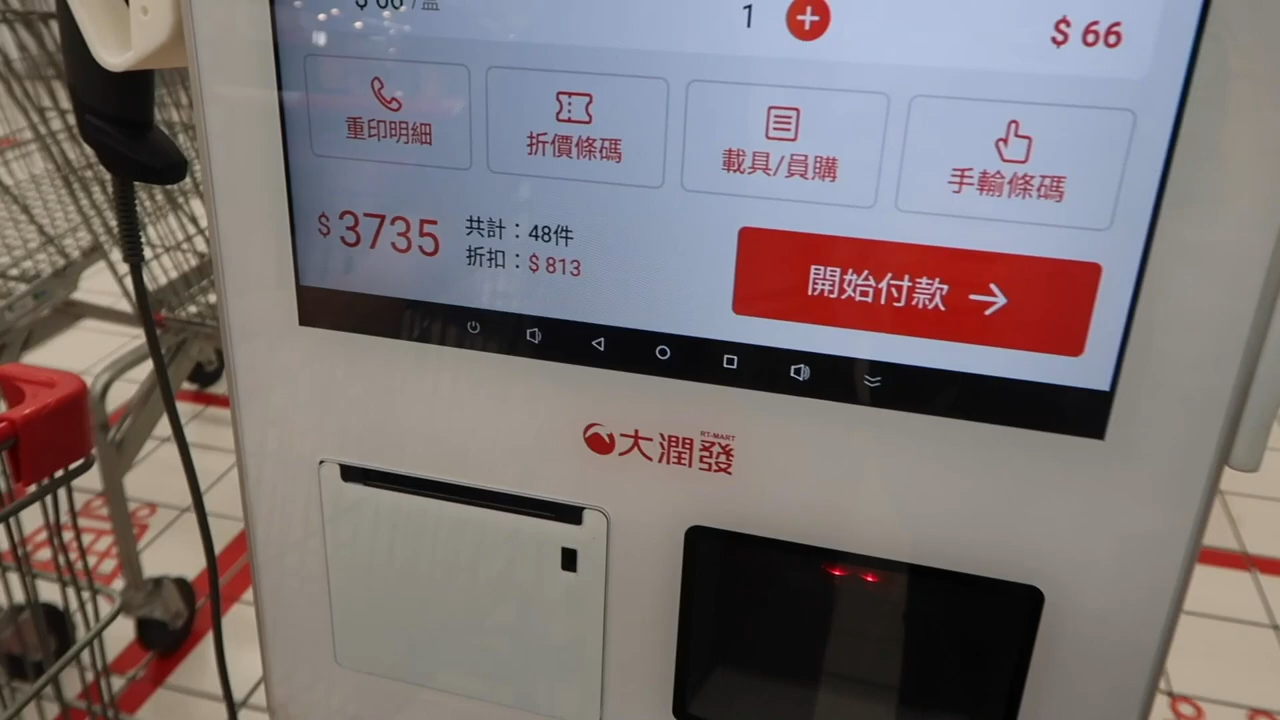 $ 66 /盒
1
$ 66
重印明細
折價條碼
載具/員購
手輸條碼
$ 3735
共計：48件
折扣：$ 813
開始付款
大潤發
RT-MART